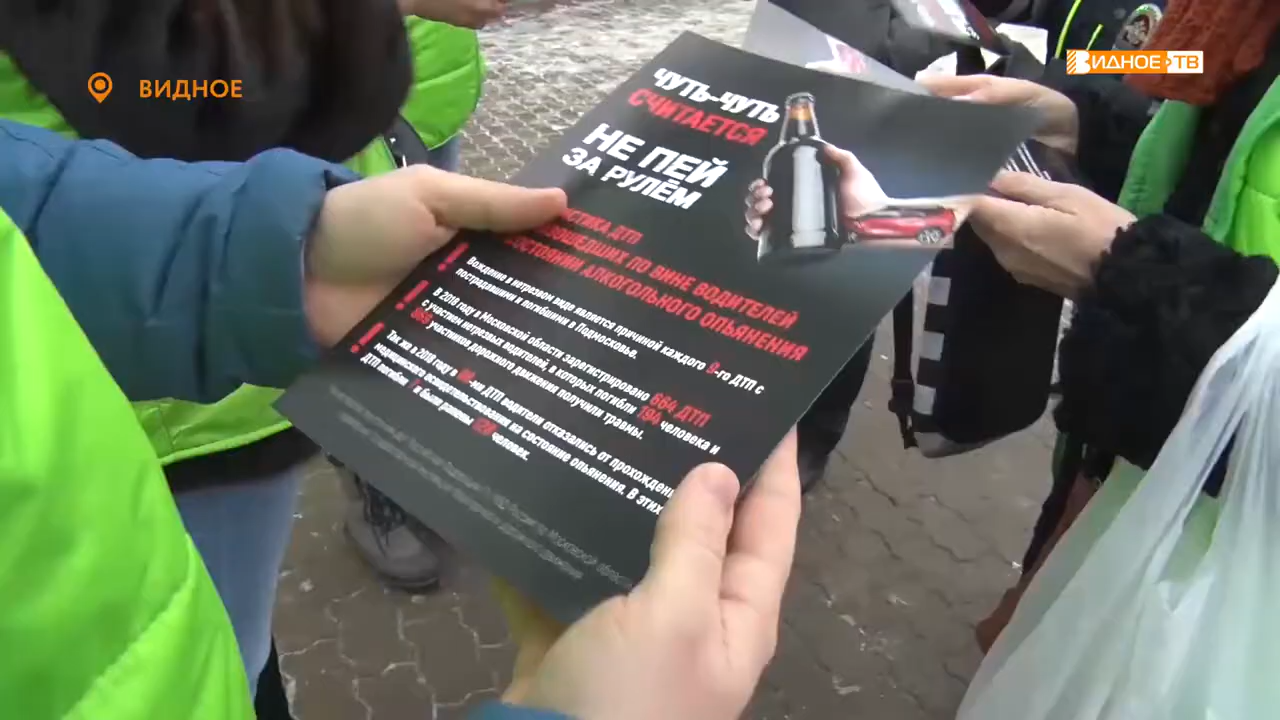 ВИДНОЕ
ВИДНОЕ ТВ
ЧУТЬ-ЧУТЬ
СЧИТАЕТСЯ
НЕ ПЕЙ
ЗА РУЛЁМ
ДТП
ПО ВИНЕ ВОДИТЕЛЕЙ
АЛКОГОЛЬНОГО ОПЬЯНЕНИЯ
Вождение в нетрезвом виде является причиной каждого 9-го ДТП с
пострадавшими и погибшими в Подмосковье.
В 2018 году в Московской области зарегистрировано 664 ДТП
с участием нетрезвых водителей, в которых погибли 194 человека и
участников дорожного движения получили травмы.
Так же в 2018 году в -ми ДТП водители отказались от
медицинского освидетельствования на состояние опьянения. В этих
ДТП погибли и были ранены человек.